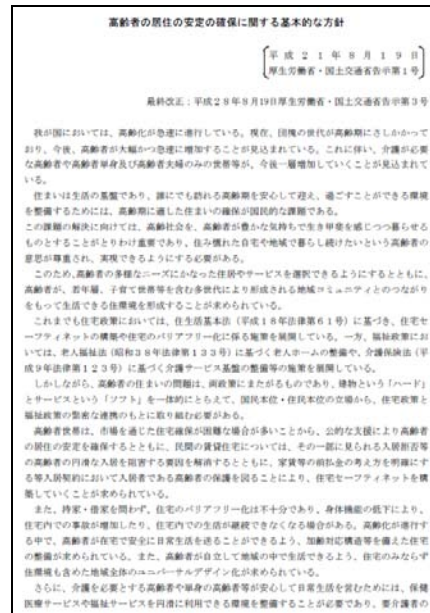 高齢者の居住の安定の確保に関する基本的な方針
平成21年8月19日
厚生労働省・国土交通省告示第1号
最終改正：平成28年8月19日厚生労働省・国土交通省告示第3号
我が国においては、高齢化が急速に進行している。現在、団塊の世代が高齢期にさしかかって
おり、今後、高齢者が大幅かつ急速に増加することが見込まれている。これに伴い、介護が必要
な高齢者や高齢者単身及び高齢者夫婦のみの世帯等が、今後一層増加していくことが見込まれて
いる。
住まいは生活の基盤であり、誰にでも訪れる高齢期を安心して迎え、過ごすことができる環境
を整備するためには、高齢期に適した住まいの確保が国民的な課題である。
この課題の解決に向けては、高齢社会を、高齢者が豊かな気持ちで生き甲斐を感じつつ暮らせる
ものとすることがとりわけ重要であり、住み慣れた自宅や地域で暮らし続けたいという高齢者の
意思が尊重され、実現できるようにする必要がある。
このため、高齢者の多様なニーズにかなった住居やサービスを選択できるようにするとともに、
高齢者が、若年層、子育て世帯等を含む多世代により形成される地域コミュニティとのつながり
をもって生活できる住環境を形成することが求められている。
これまでも住宅政策においては、住生活基本法（平成18年法律第61号）に基づき、住宅セ
ーフティネットの構築や住宅のバリアフリー化に係る施策を展開している。一方、福祉政策にお
いては、老人福祉法（昭和38年法律第133号）に基づく老人ホームの整備や、介護保険法（平
成9年法律第123号）に基づく介護サービス基盤の整備等の施策を展開している。
しかしながら、高齢者の住まいの問題は、両政策にまたがるものであり、建物という「ハード」
とサービスという「ソフト」を一体的にとらえて、国民本位・住民本位の立場から、住宅政策と
福祉政策の緊密な連携のもとに取り組む必要がある。
高齢者世帯は、市場を通じた住宅確保が困難な場合が多いことから、公的な支援により高齢者
の居住の安定を確保するとともに、民間の賃貸住宅については、その一部に見られる入居拒否等
の高齢者の円滑な入居を阻害する要因を解消するとともに、家賃等の前払金の考え方を明確にす
る等入居契約において入居者である高齢者の保護を図ることにより、住宅セーフティネットを構
築していくことが求められている。
また、持家・借家を問わず、住宅のバリアフリー化は不十分であり、身体機能の低下により、
住宅内での事故が増加したり、住宅内での生活が継続できなくなる場合がある。高齢化が進行す
る中で、高齢者が在宅で安全に日常生活を送ることができるよう、加齢対応構造等を備えた住宅
の整備が求められている。また、高齢者が自立して地域の中で生活できるよう、住宅のみならず
住環境も含めた地域全体のユニバーサルデザイン化が求められている。
さらに、介護を必要とする高齢者や単身の高齢者等が安心して日常生活を営むためには、保健
医療サービスや福祉サービスを円滑に利用できる環境を整備することが必要であり、要介護者の